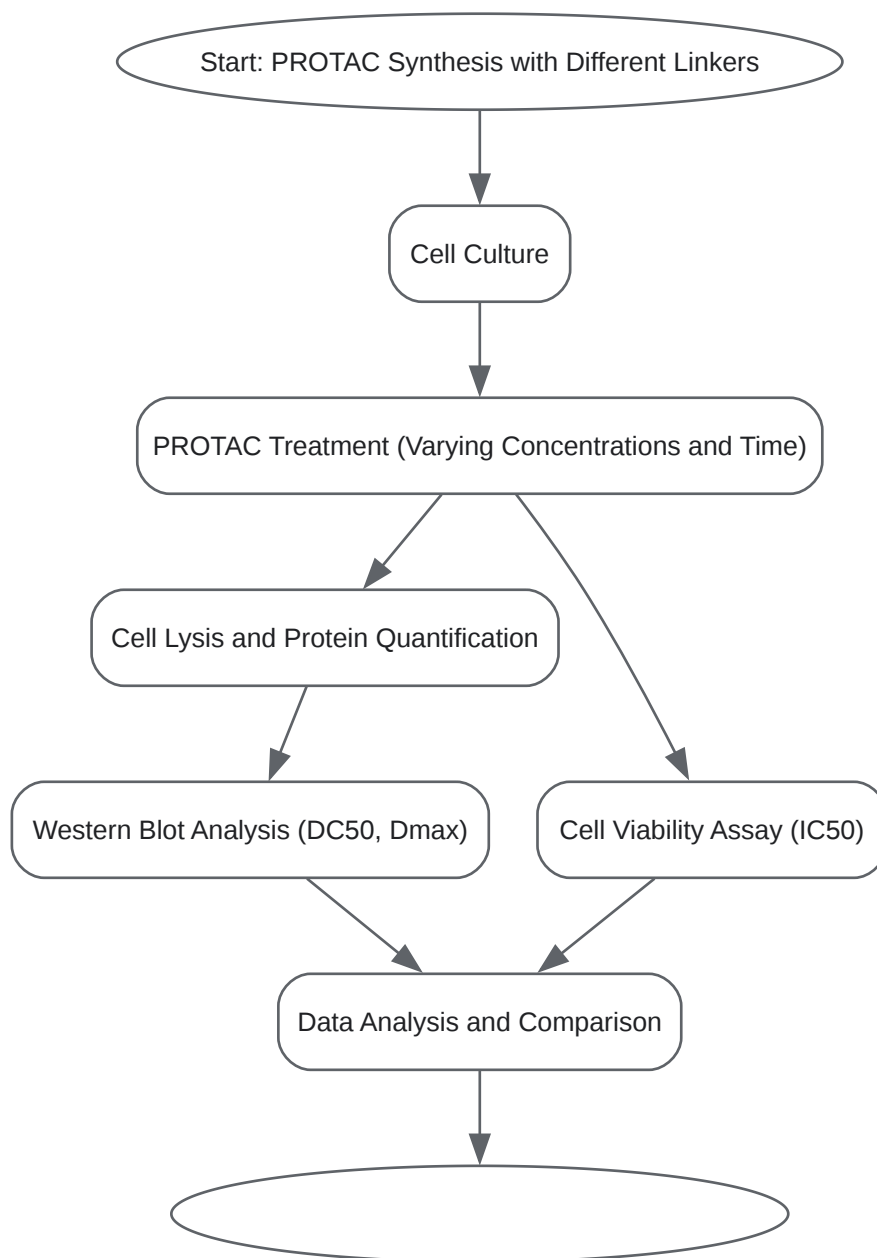 Start: PROTAC Synthesis with Different Linkers
Cell Culture
PROTAC Treatment (Varying Concentrations and Time)
Cell Lysis and Protein Quantification
Western Blot Analysis (DC50, Dmax)
Cell Viability Assay (IC50)
Data Analysis and Comparison